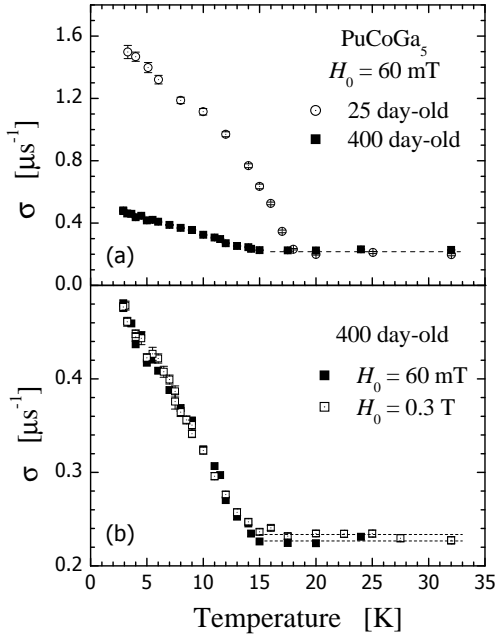 PuCoGa₅
H₀ = 60 mT
25 day-old
400 day-old
σ [μs⁻¹]
1.6
1.2
0.8
0.4
0.0
(a)
400 day-old
H₀ = 60 mT
H₀ = 0.3 T
σ [μs⁻¹]
0.4
0.3
0.2
(b)
0 5 10 15 20 25 30 35
Temperature [K]